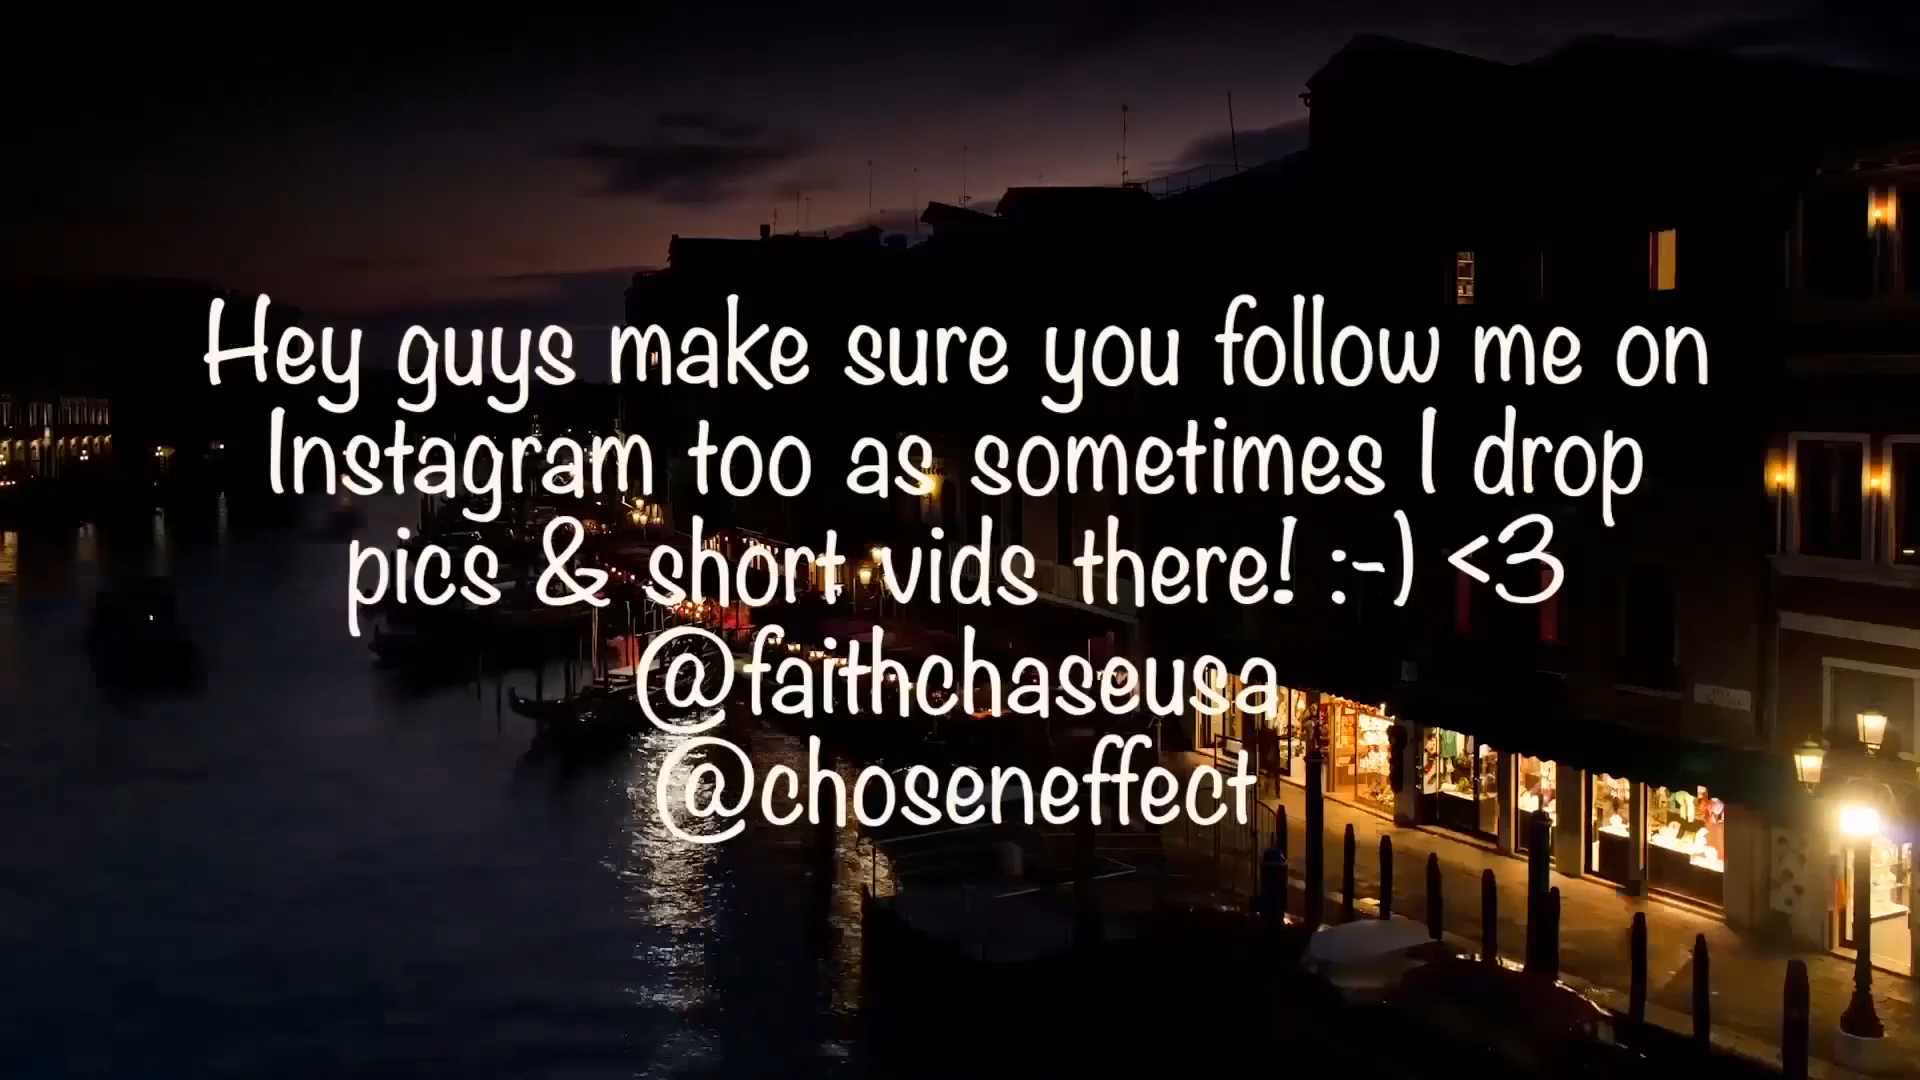 Hey guys make sure you follow me on
Instagram too as sometimes I drop
pics & short vids there! :-) <3
@faithchaseusa
@choseneffect